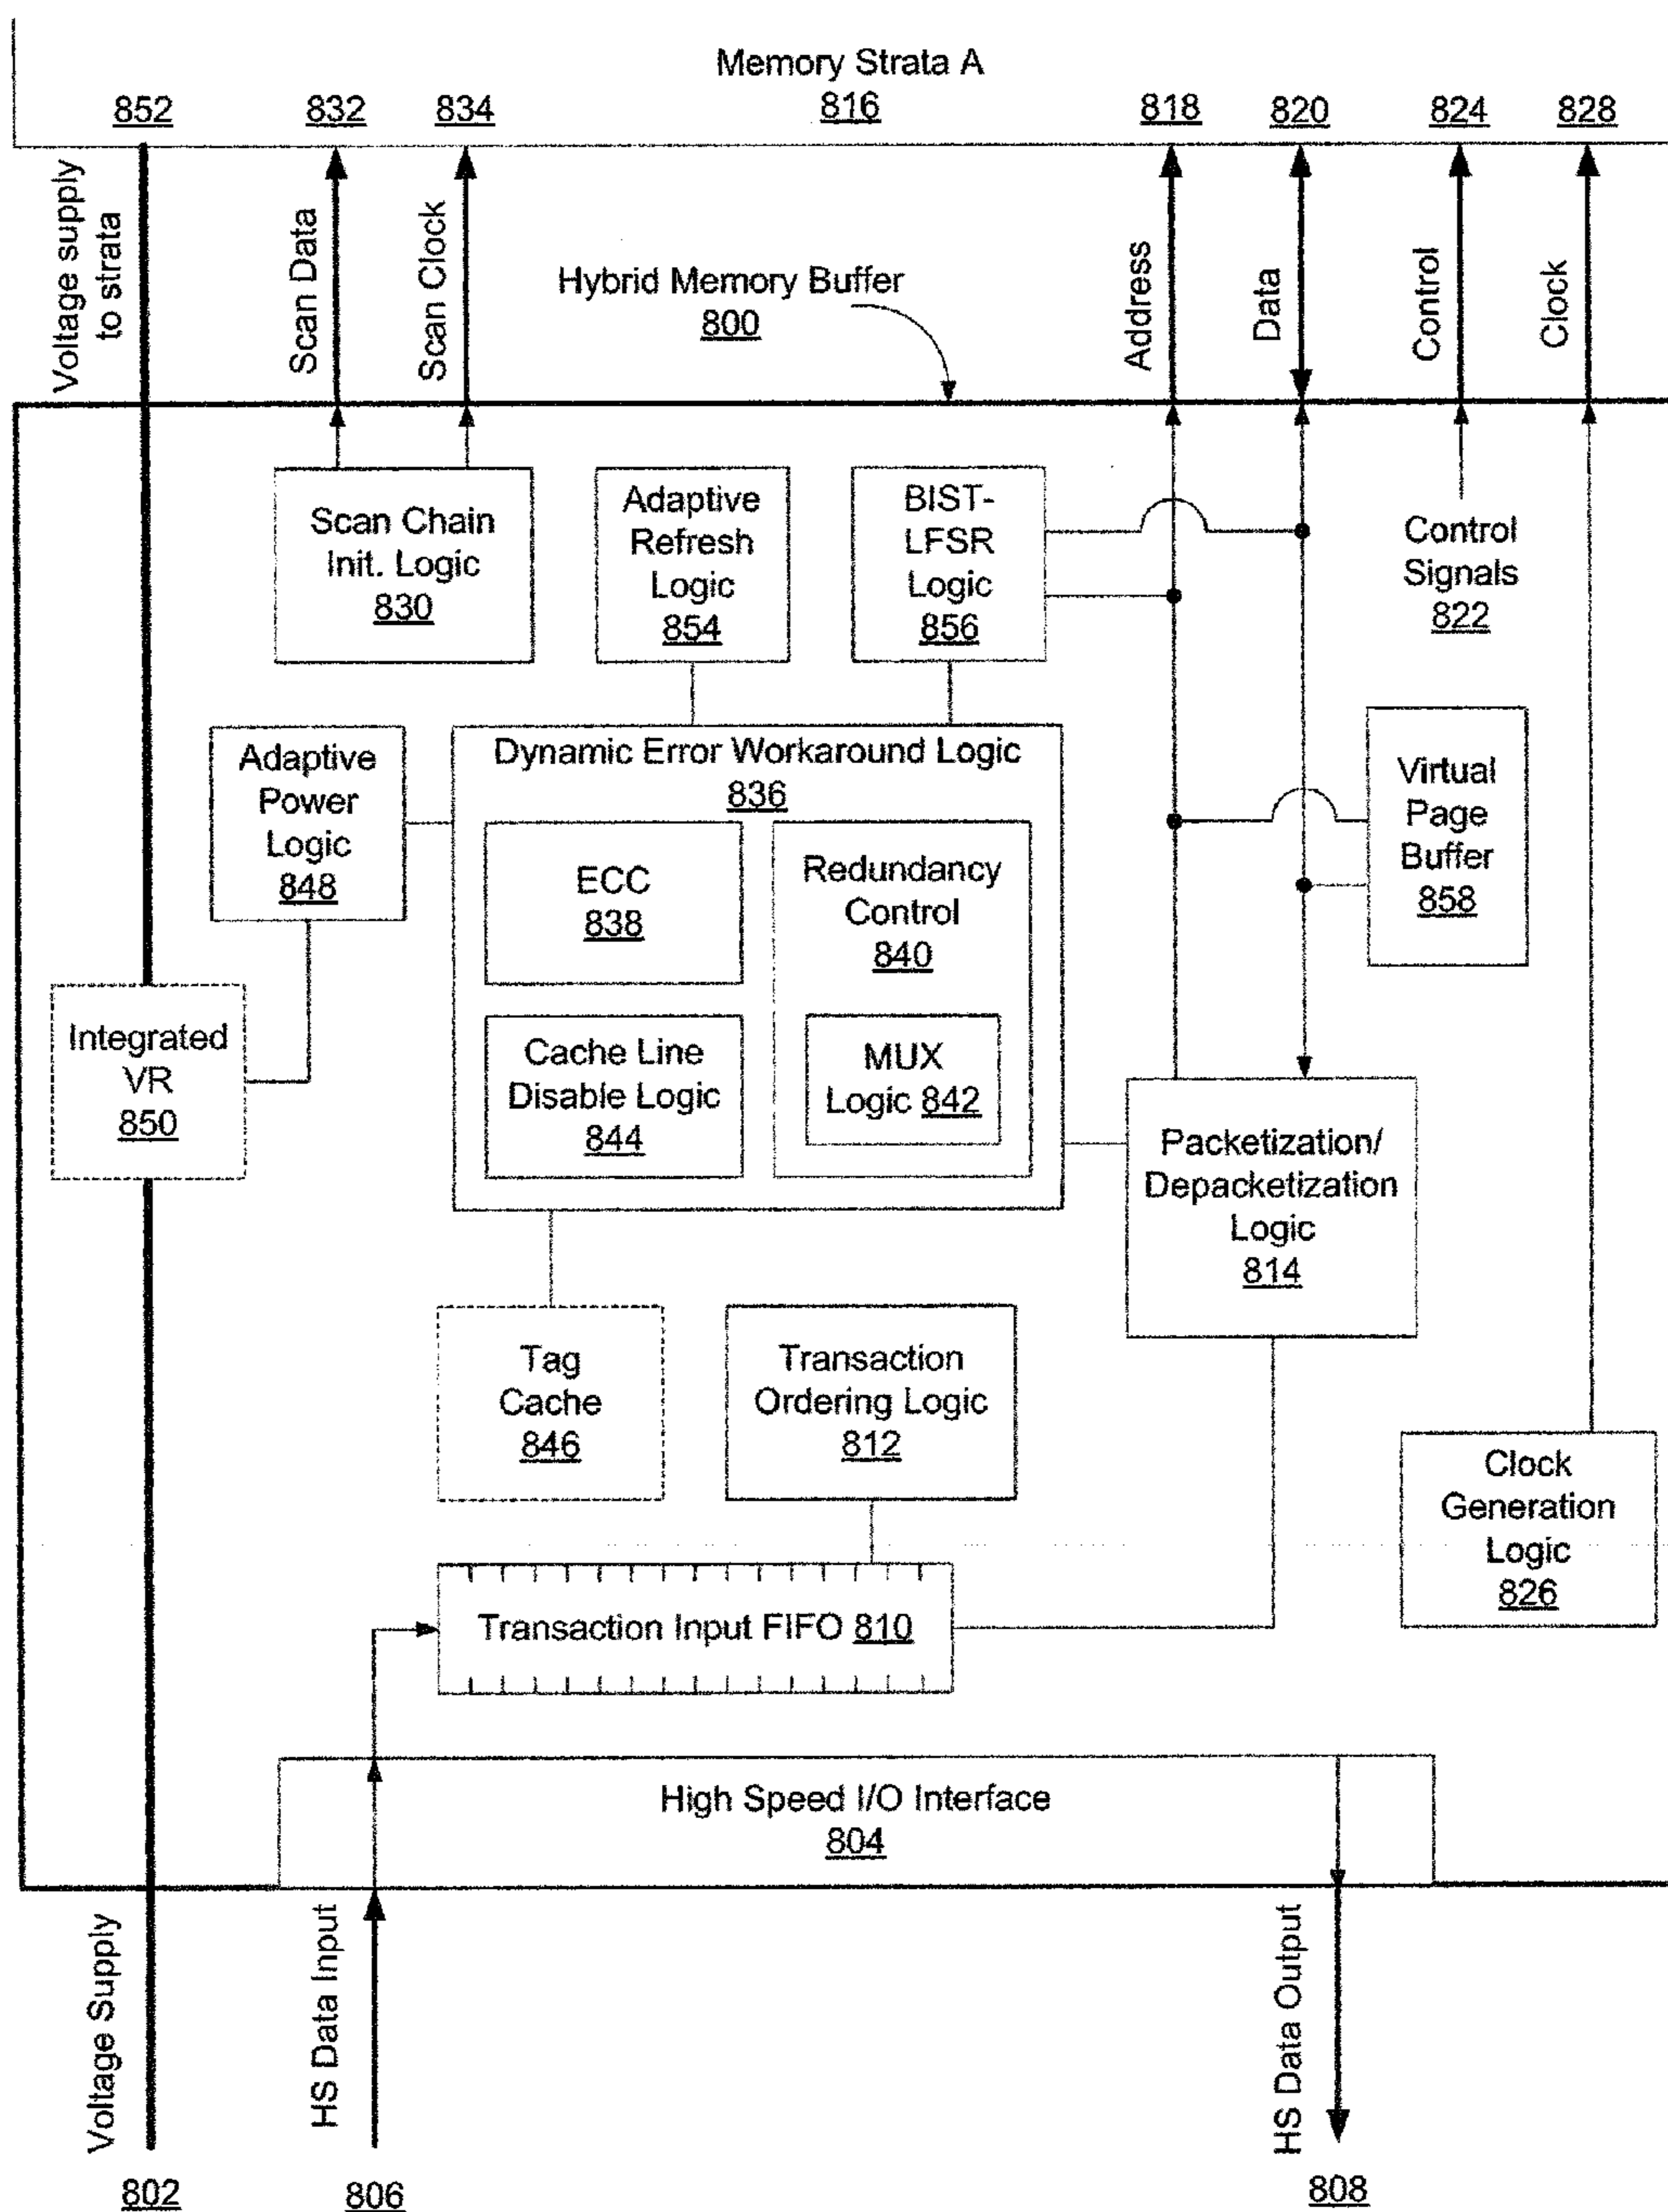 Memory Strata A
816
852
832
834
818
820
824
828
Voltage supply
to strata
Scan Data
Scan Clock
Hybrid Memory Buffer
800
Address
Data
Control
Clock
Scan Chain
Init. Logic
830
Adaptive
Refresh
Logic
854
BIST-
LFSR
Logic
856
Control
Signals
822
Adaptive
Power
Logic
848
Dynamic Error Workaround Logic
836
ECC
838
Redundancy
Control
840
Virtual
Page
Buffer
858
Integrated
VR
850
Cache Line
Disable Logic
844
MUX
Logic 842
Packetization/
Depacketization
Logic
814
Tag
Cache
846
Transaction
Ordering Logic
812
Clock
Generation
Logic
826
Transaction Input FIFO 810
High Speed I/O Interface
804
Voltage Supply
HS Data Input
HS Data Output
802
806
808